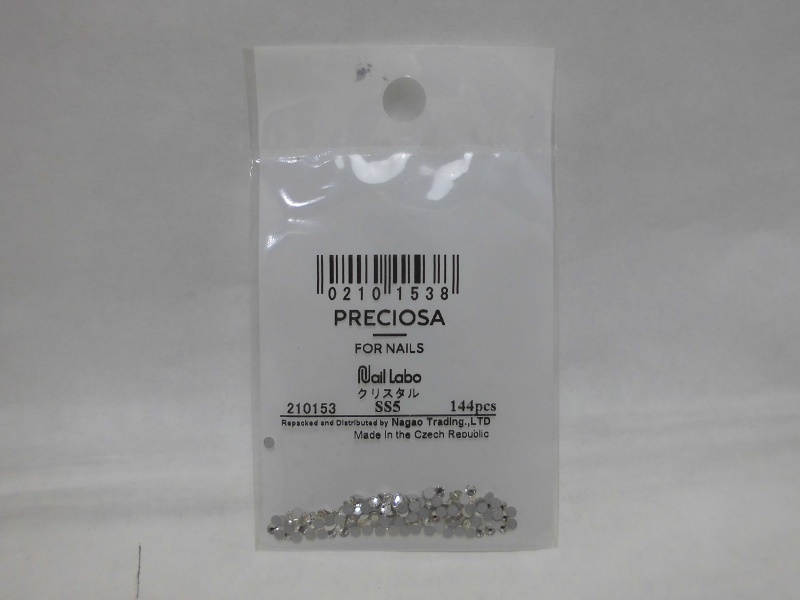 0210 1538
PRECIOSA
FOR NAILS
Nail Labo
クリスタル
210153 SS5 144pcs
Repacked and Distributed by Nagao Trading.,LTD
Made in the Czech Republic